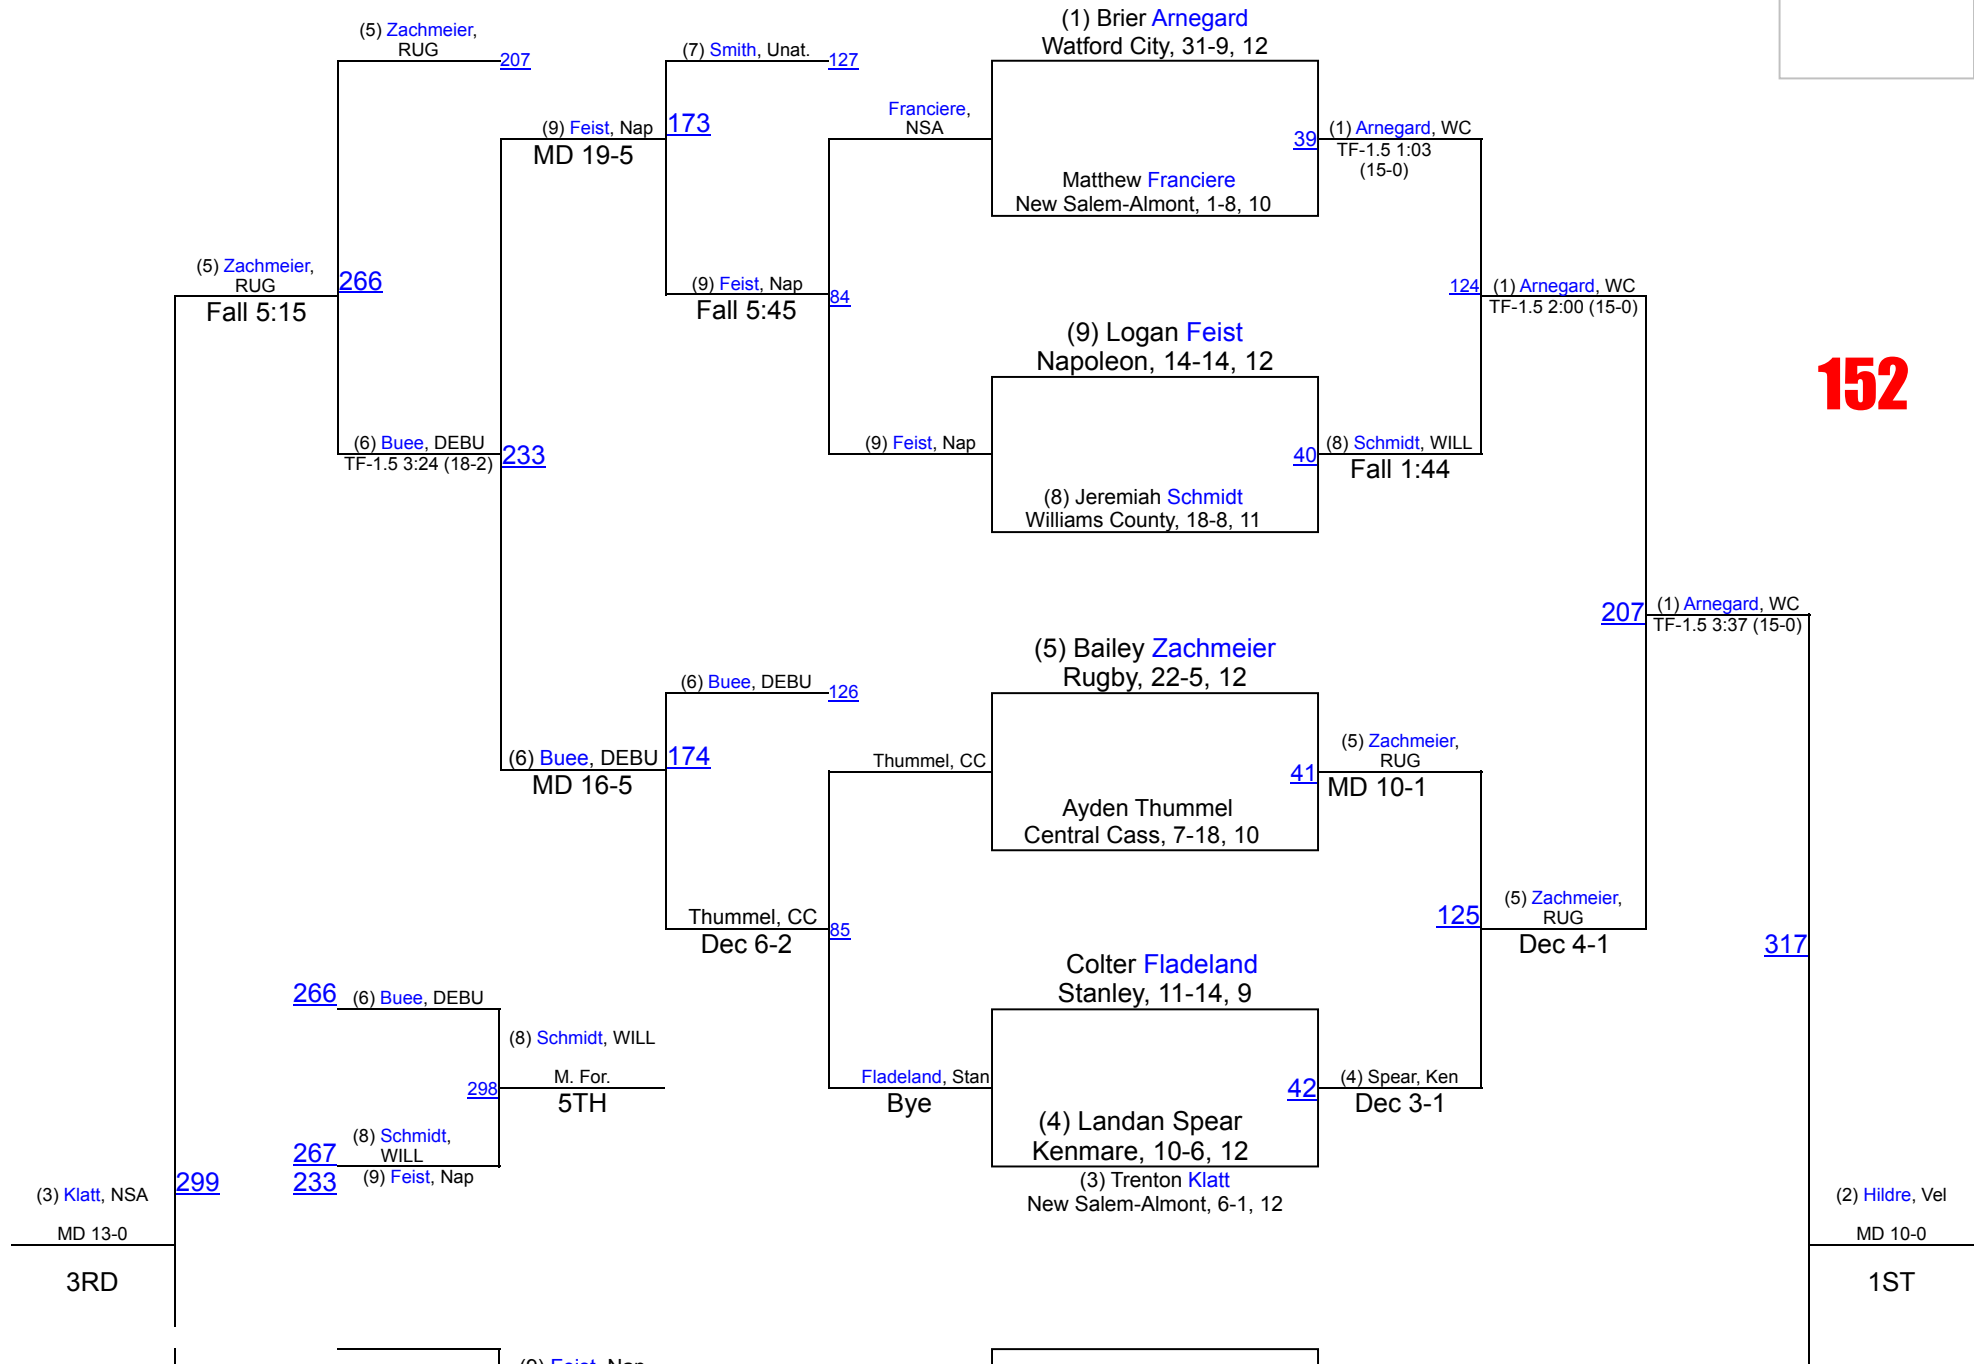 (5) Zachmeier,
RUG
207
(7) Smith, Unat.
127
(1) Brier Arnegard
Watford City, 31-9, 12
(9) Feist, Nap
MD 19-5
173
Franciere,
NSA
39
(1) Arnegard, WC
TF-1.5 1:03
(15-0)
Matthew Franciere
New Salem-Almont, 1-8, 10
(5) Zachmeier,
RUG
Fall 5:15
266
(9) Feist, Nap
Fall 5:45
84
124
(1) Arnegard, WC
TF-1.5 2:00 (15-0)
(9) Logan Feist
Napoleon, 14-14, 12
152
(6) Buee, DEBU
TF-1.5 3:24 (18-2)
233
(9) Feist, Nap
40
(8) Schmidt, WILL
Fall 1:44
(8) Jeremiah Schmidt
Williams County, 18-8, 11
207
(1) Arnegard, WC
TF-1.5 3:37 (15-0)
(5) Bailey Zachmeier
Rugby, 22-5, 12
(6) Buee, DEBU
126
(6) Buee, DEBU
MD 16-5
174
Thummel, CC
41
(5) Zachmeier,
RUG
MD 10-1
Ayden Thummel
Central Cass, 7-18, 10
Thummel, CC
Dec 6-2
85
125
(5) Zachmeier,
RUG
Dec 4-1
317
Colter Fladeland
Stanley, 11-14, 9
266
(6) Buee, DEBU
(8) Schmidt, WILL
298
M. For.
5TH
Fladeland, Stan
Bye
42
(4) Spear, Ken
Dec 3-1
(4) Landan Spear
Kenmare, 10-6, 12
267
(8) Schmidt,
WILL
233
(9) Feist, Nap
(3) Trenton Klatt
New Salem-Almont, 6-1, 12
(3) Klatt, NSA
299
MD 13-0
3RD
(2) Hildre, Vel
MD 10-0
1ST
(9) Feist, Nap